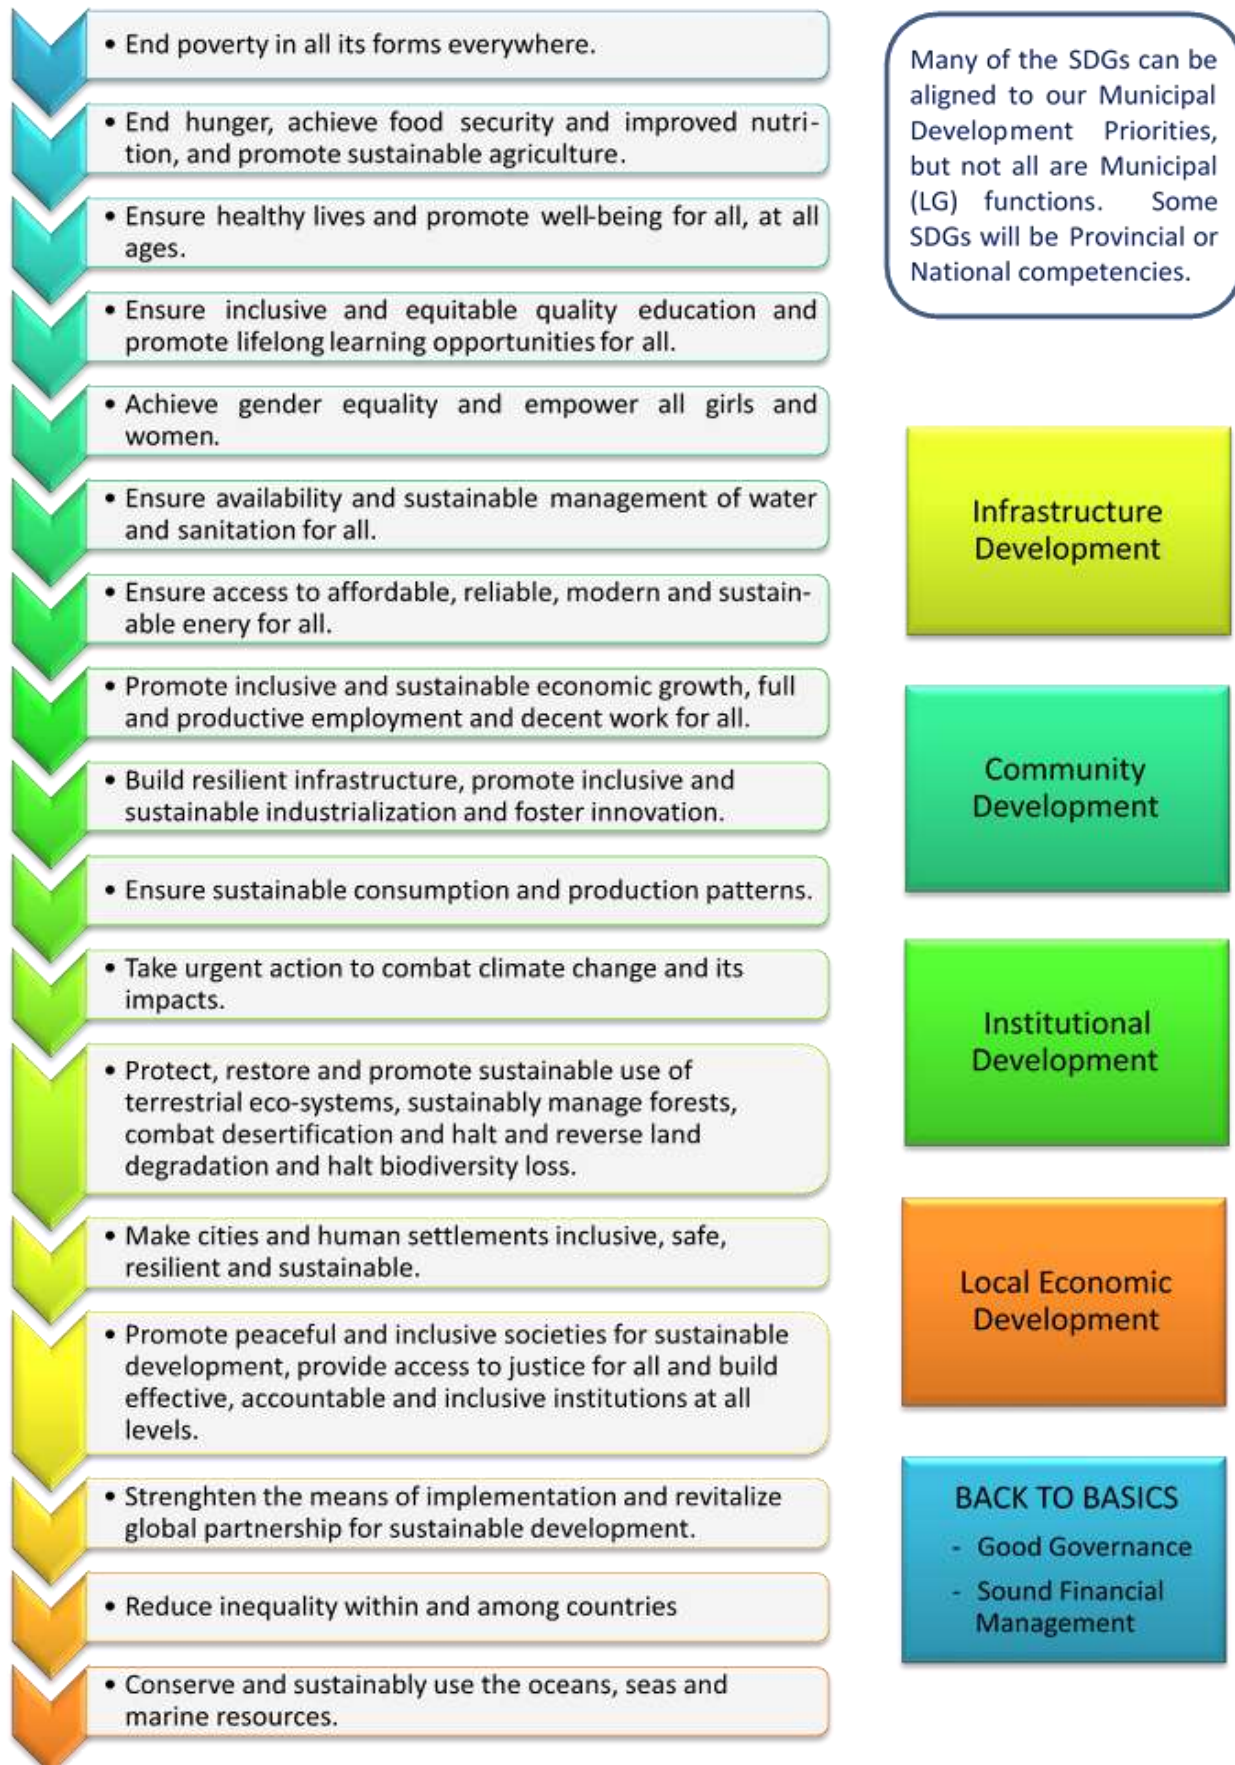 • End poverty in all its forms everywhere.
• End hunger, achieve food security and improved nutri-
tion, and promote sustainable agriculture.
• Ensure healthy lives and promote well-being for all, at all
ages.
• Ensure inclusive and equitable quality education and
promote lifelong learning opportunities for all.
• Achieve gender equality and empower all girls and
women.
• Ensure availability and sustainable management of water
and sanitation for all.
• Ensure access to affordable, reliable, modern and sustain-
able enery for all.
• Promote inclusive and sustainable economic growth, full
and productive employment and decent work for all.
• Build resilient infrastructure, promote inclusive and
sustainable industrialization and foster innovation.
• Ensure sustainable consumption and production patterns.
• Take urgent action to combat climate change and its
impacts.
• Protect, restore and promote sustainable use of
terrestrial eco-systems, sustainably manage forests,
combat desertification and halt and reverse land
degradation and halt biodiversity loss.
• Make cities and human settlements inclusive, safe,
resilient and sustainable.
• Promote peaceful and inclusive societies for sustainable
development, provide access to justice for all and build
effective, accountable and inclusive institutions at all
levels.
• Strenghten the means of implementation and revitalize
global partnership for sustainable development.
• Reduce inequality within and among countries
• Conserve and sustainably use the oceans, seas and
marine resources.
Many of the SDGs can be
aligned to our Municipal
Development Priorities,
but not all are Municipal
(LG) functions. Some
SDGs will be Provincial or
National competencies.
Infrastructure
Development
Community
Development
Institutional
Development
Local Economic
Development
BACK TO BASICS
- Good Governance
- Sound Financial
Management